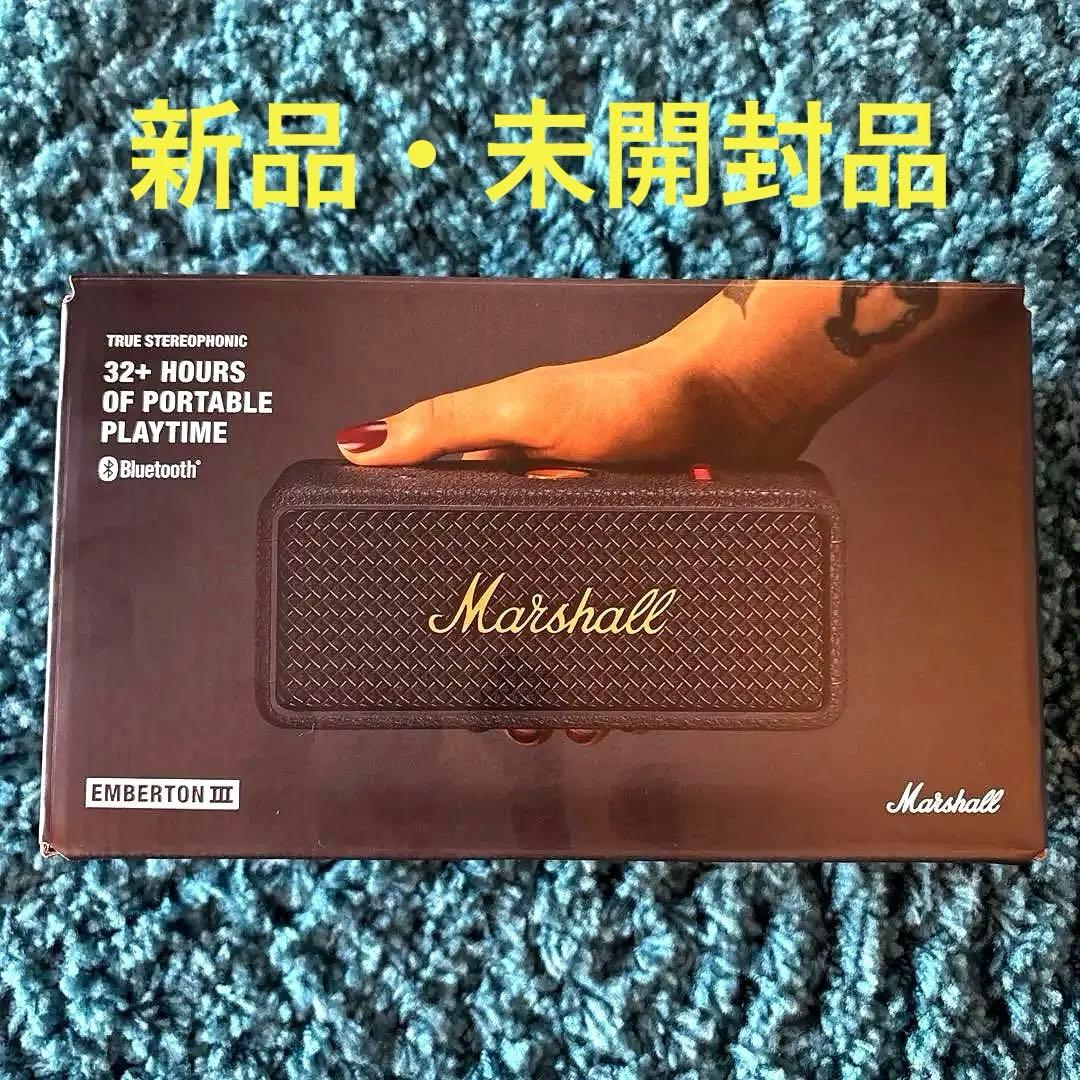 新品・未開封品
TRUE STEREOPHONIC
32+ HOURS
OF PORTABLE
PLAYTIME
Bluetooth®
Marshall
EMBERTON III
Marshall